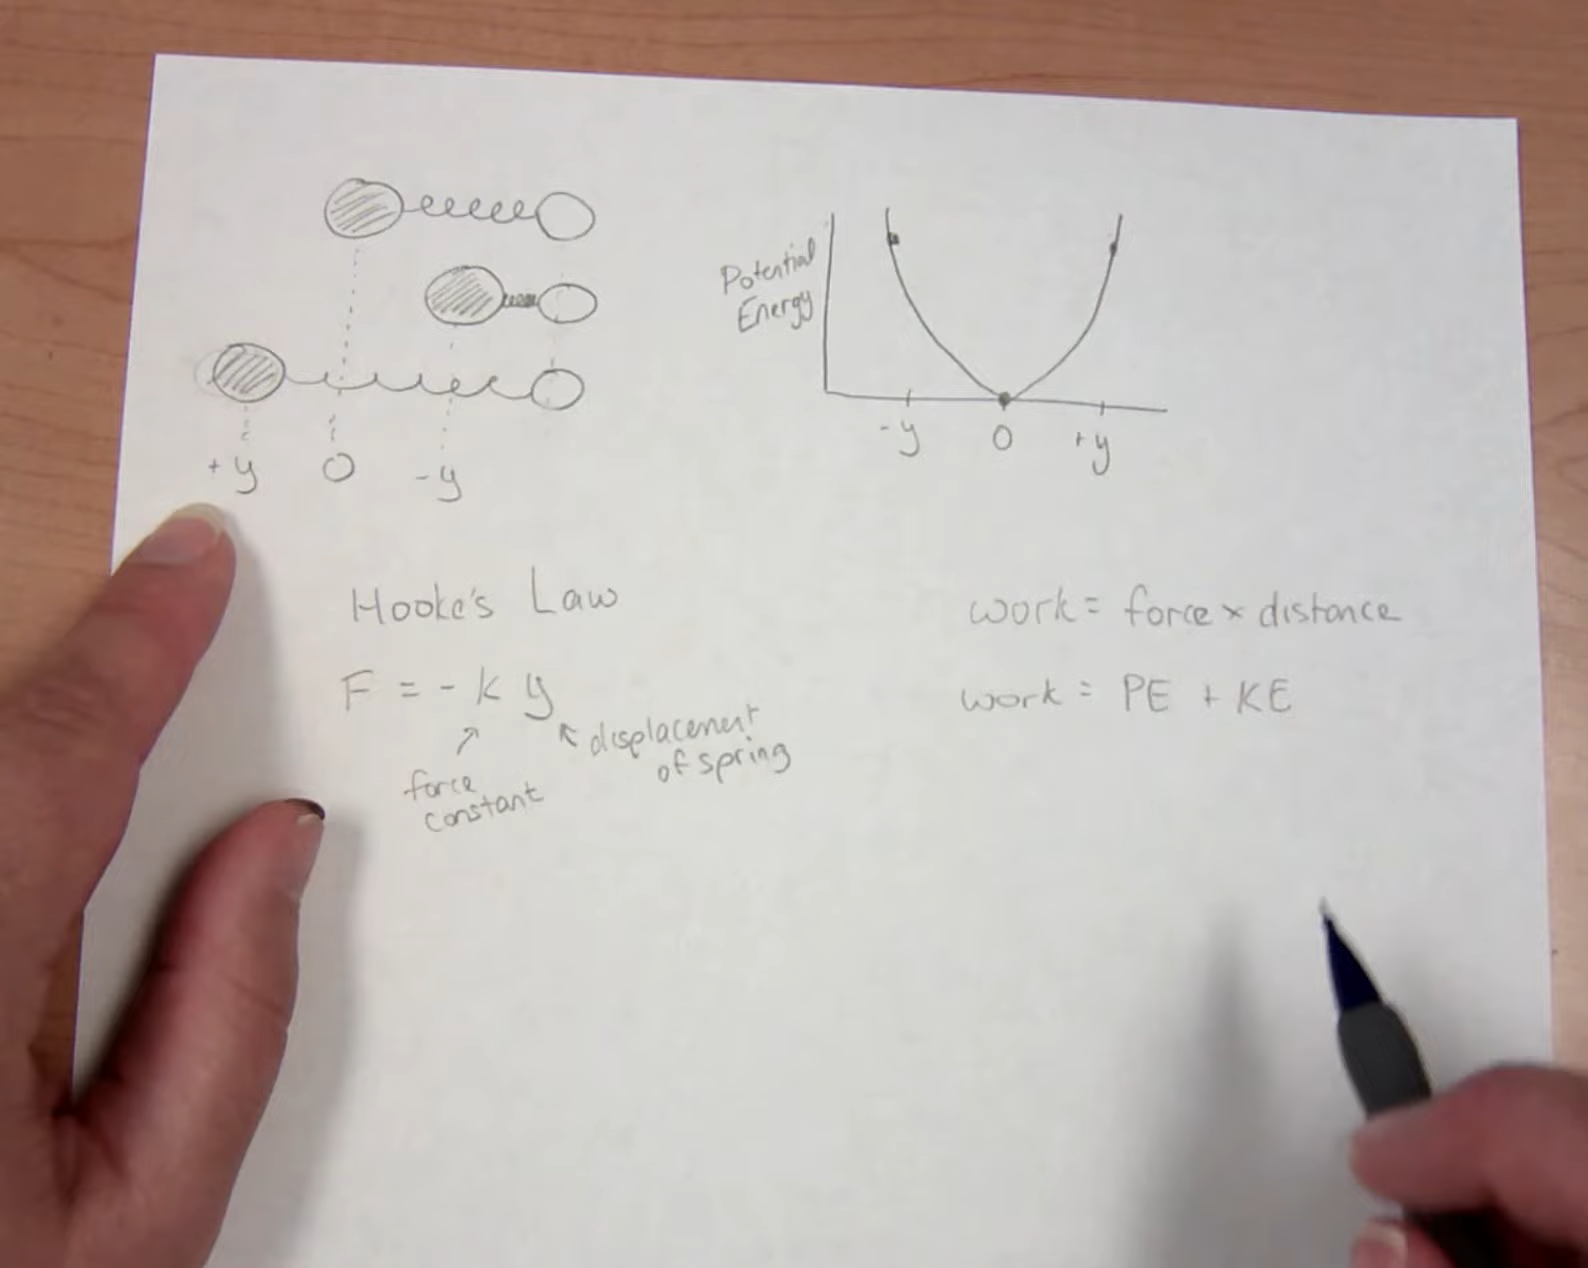 +y 0 -y
Potential
Energy
-y 0 +y
Hooke's Law
F = - k y
force
constant
displacement
of spring
work = force × distance
work = PE + KE